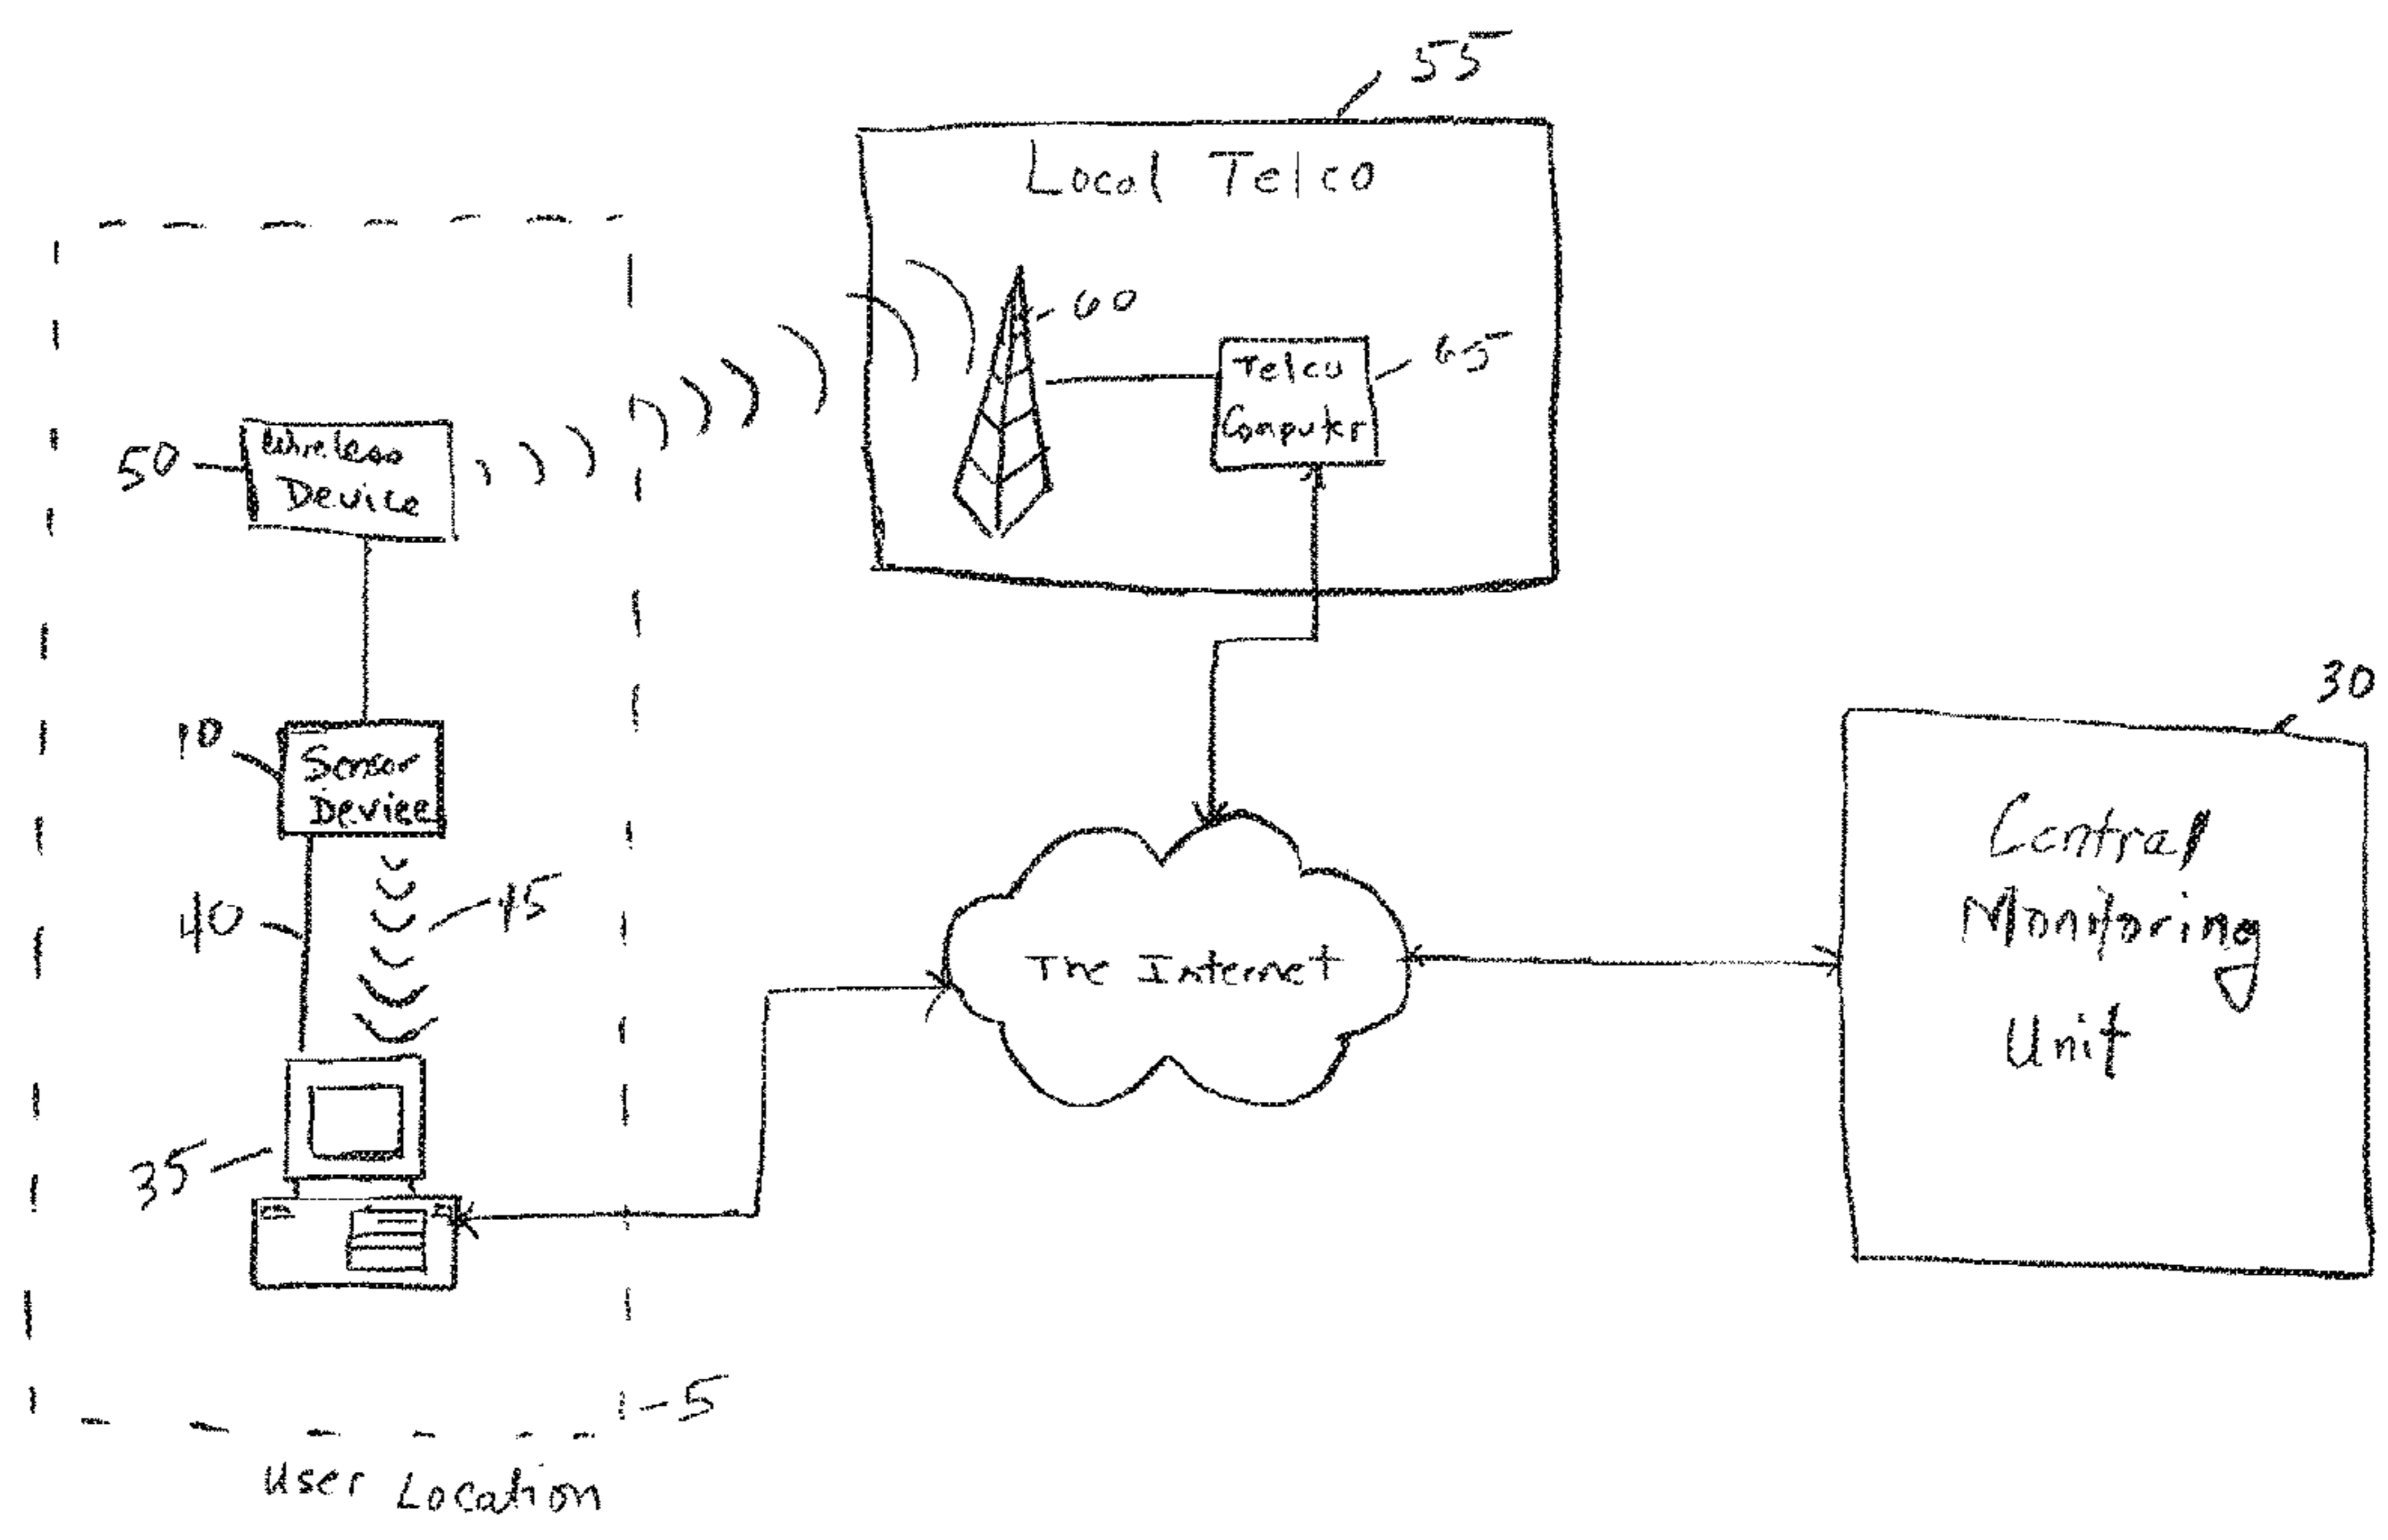 55
Local Telco
60
65
Telco
Computer
50
Wireless
Device
30
10
Sensor
Device
Central
Monitoring
Unit
40
45
The Internet
35
5
User Location